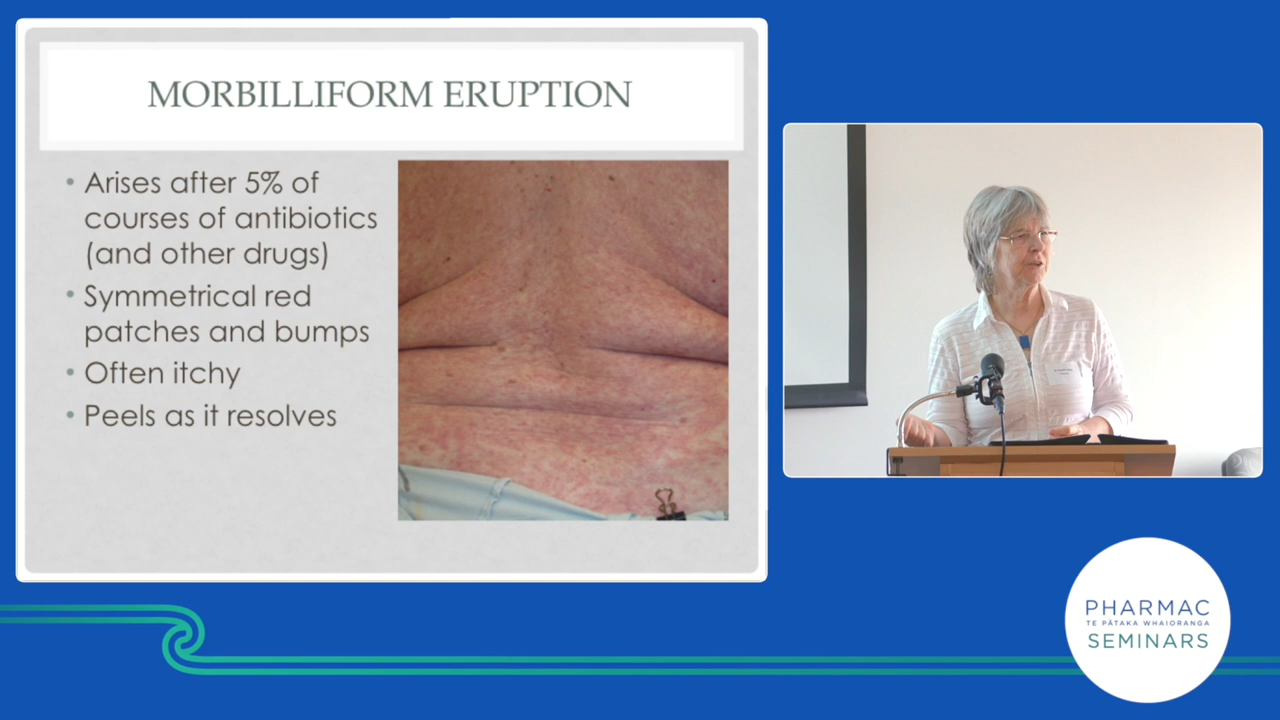 MORBILLIFORM ERUPTION
• Arises after 5% of
courses of antibiotics
(and other drugs)
• Symmetrical red
patches and bumps
• Often itchy
• Peels as it resolves
PHARMAC
TE PĀTAKA WHAIORANGA
SEMINARS